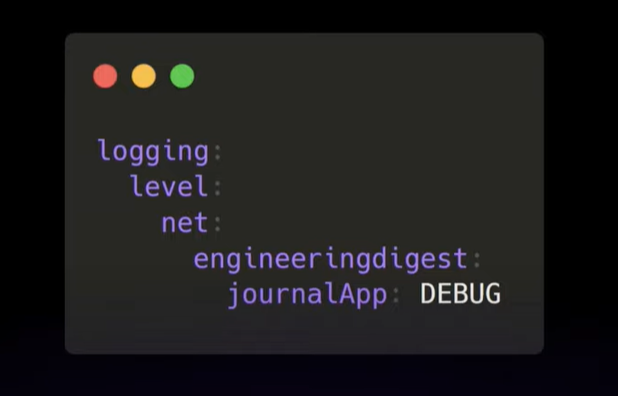 logging:
  level:
    net:
      engineeringdigest:
        journalApp: DEBUG